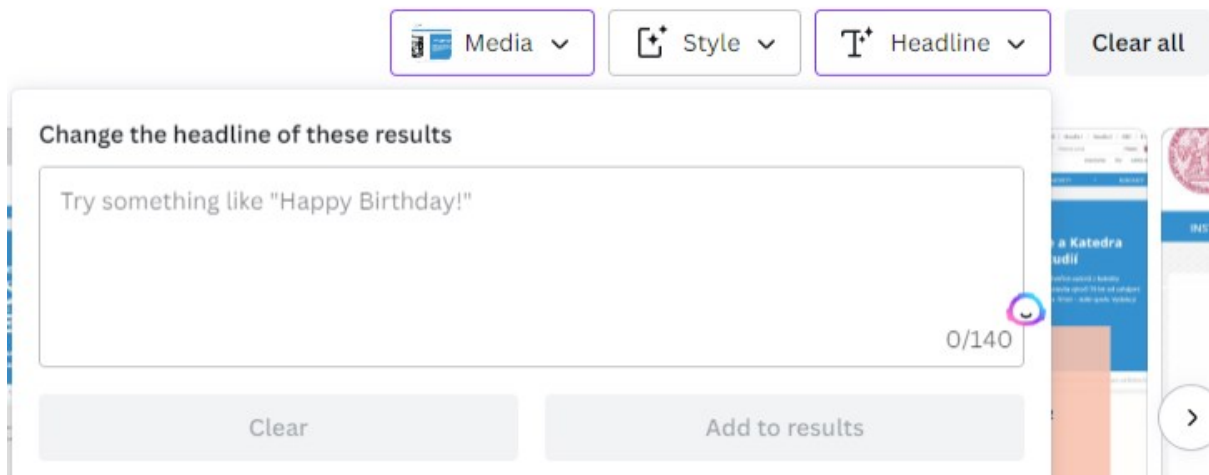 Media
Style
Headline
Clear all
Change the headline of these results
Try something like "Happy Birthday!"
0/140
Clear
Add to results
a Katedra
udií
INS